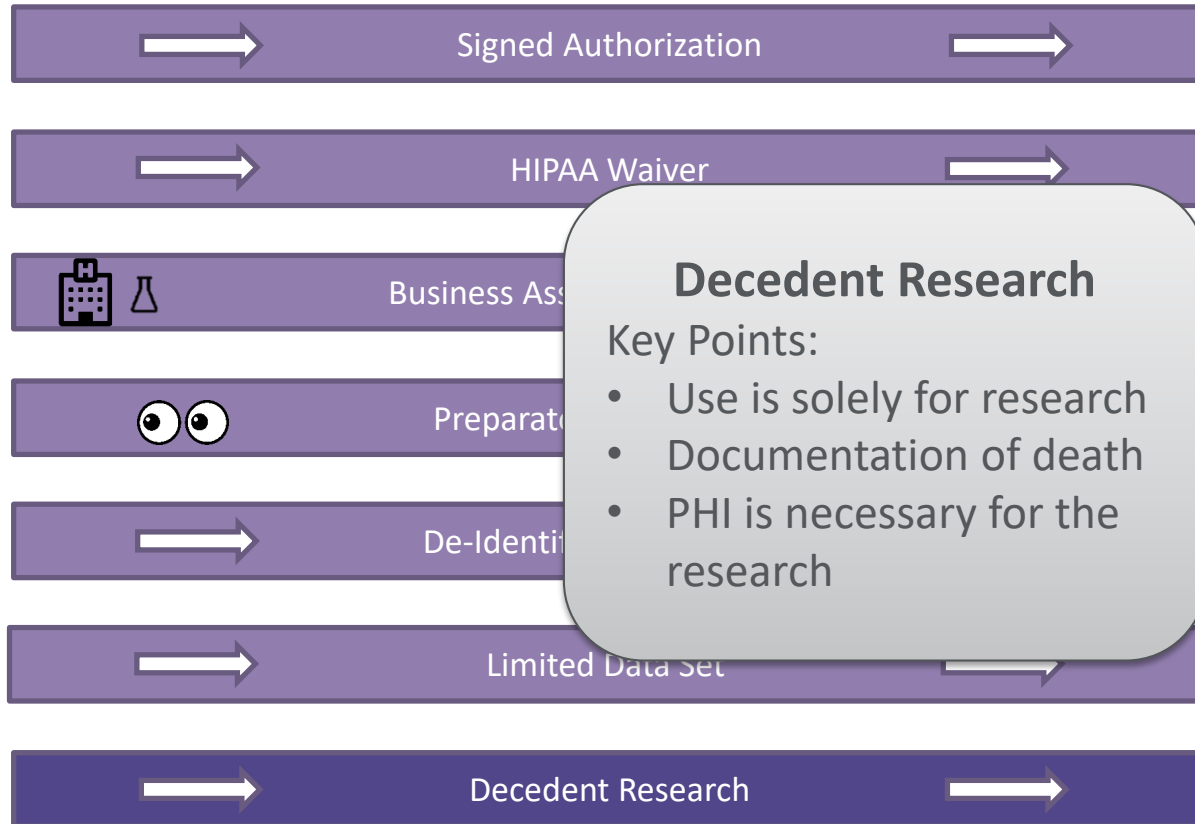 Signed Authorization
HIPAA Waiver
Business Ass
Preparat
De-Identif
Limited Data Set
Decedent Research
Decedent Research
Key Points:
• Use is solely for research
• Documentation of death
• PHI is necessary for the
research